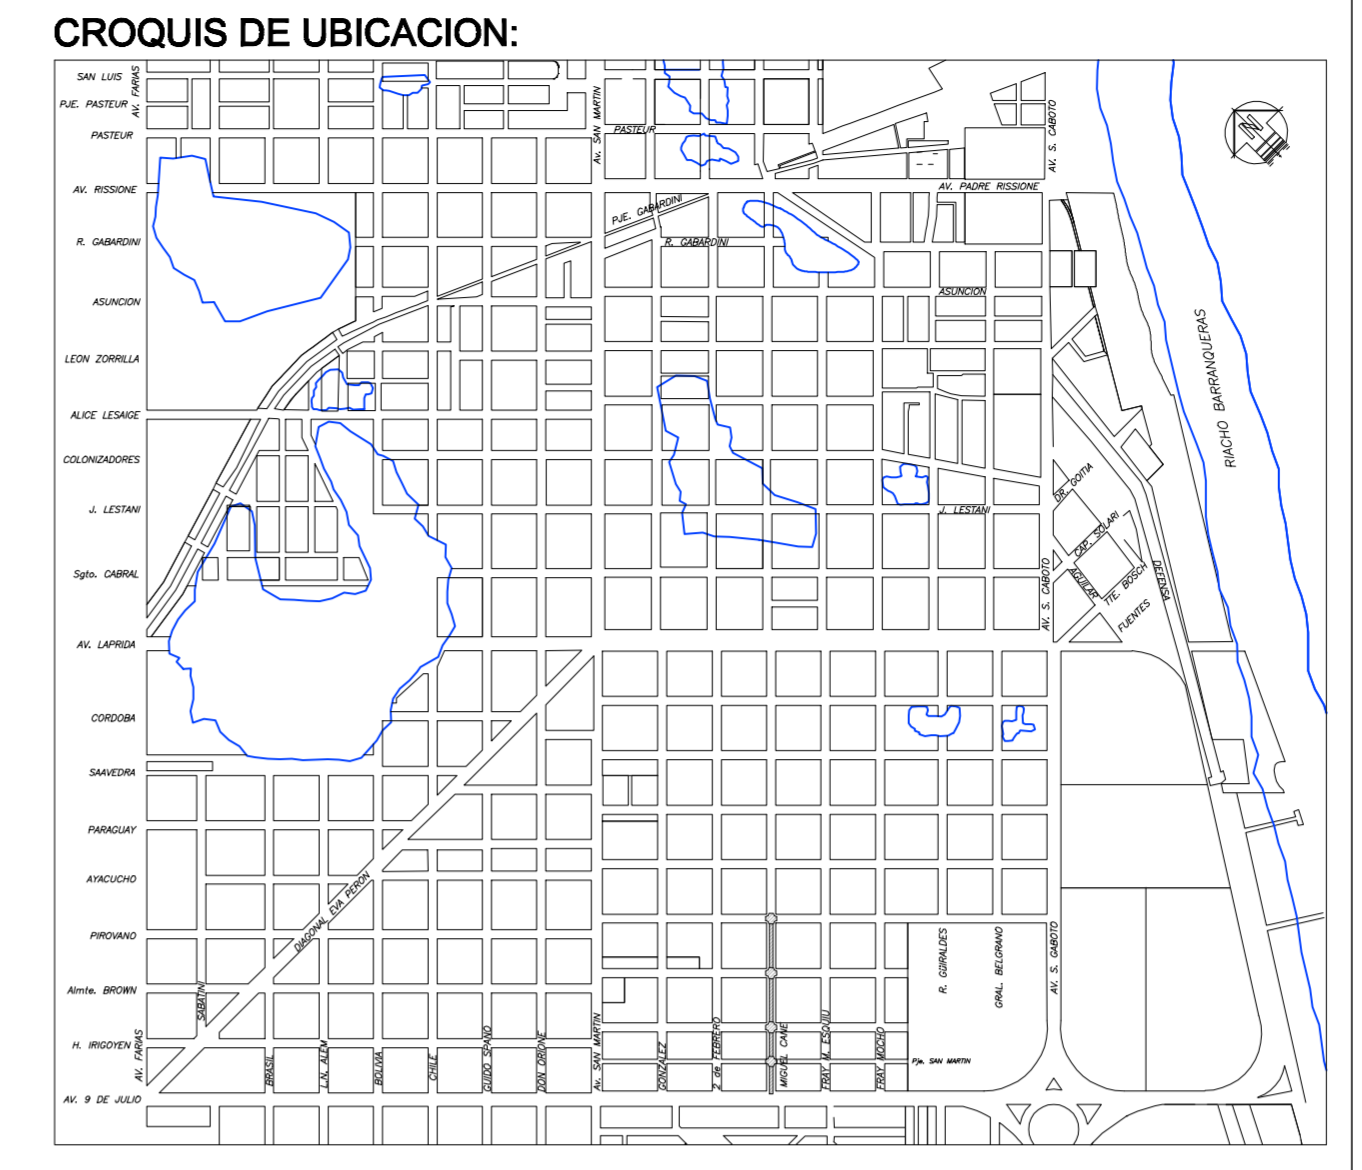 CROQUIS DE UBICACION:
SAN LUIS
AV. FARIAS
PJE. PASTEUR
PASTEUR
AV. SAN MARTIN
PASTEUR
AV. S. CABOTO
N
AV. RISSIONE
AV. PADRE RISSIONE
PJE. GABARDINI
R. GABARDINI
R. GABARDINI
ASUNCION
ASUNCION
LEON ZORRILLA
RIACHO BARRANQUERAS
ALICE LESAIGE
COLONIZADORES
DR. GOITIA
J. LESTANI
J. LESTANI
CAP. SOLARI
Sgto. CABRAL
AV. S. CABOTO
AGUILAR
TTE. BOSCH
DEFENSA
FUENTES
AV. LAPRIDA
CORDOBA
SAAVEDRA
PARAGUAY
AYACUCHO
DIAGONAL EVA PERON
PIROVANO
R. GÜIRALDES
GRAL. BELGRANO
AV. S. GABOTO
Almte. BROWN
SABATINI
H. IRIGOYEN
AV. FARIAS
BRASIL
L.N. ALEM
BOLIVIA
CHILE
GUIDO SPANO
DON ORIONE
Av. SAN MARTIN
GONZALEZ
2 de FEBRERO
MIGUEL CANE
FRAY M. ESQUIU
FRAY MOCHO
Pje. SAN MARTIN
AV. 9 DE JULIO